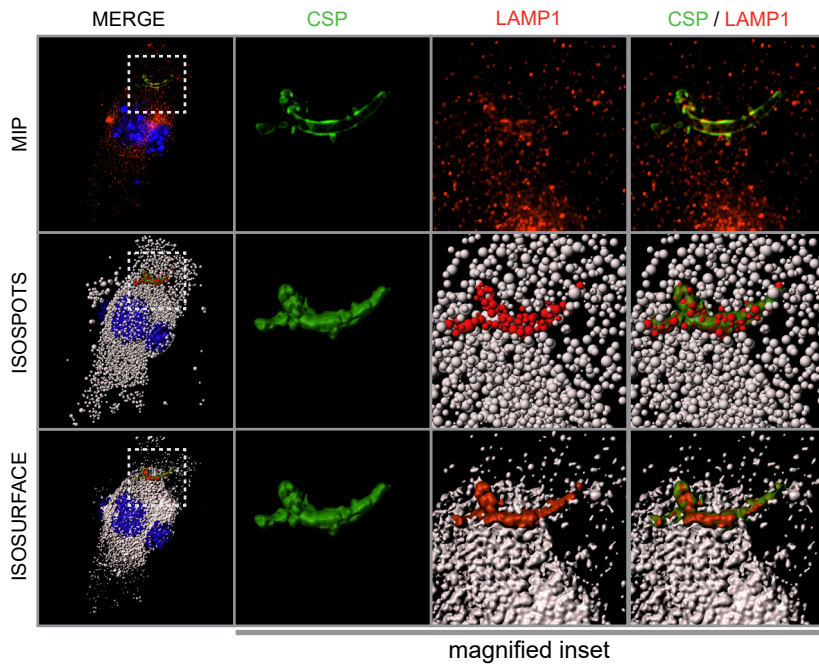 MERGE CSP LAMP1 CSP / LAMP1
MIP
ISOSPOTS
ISOSURFACE
magnified inset